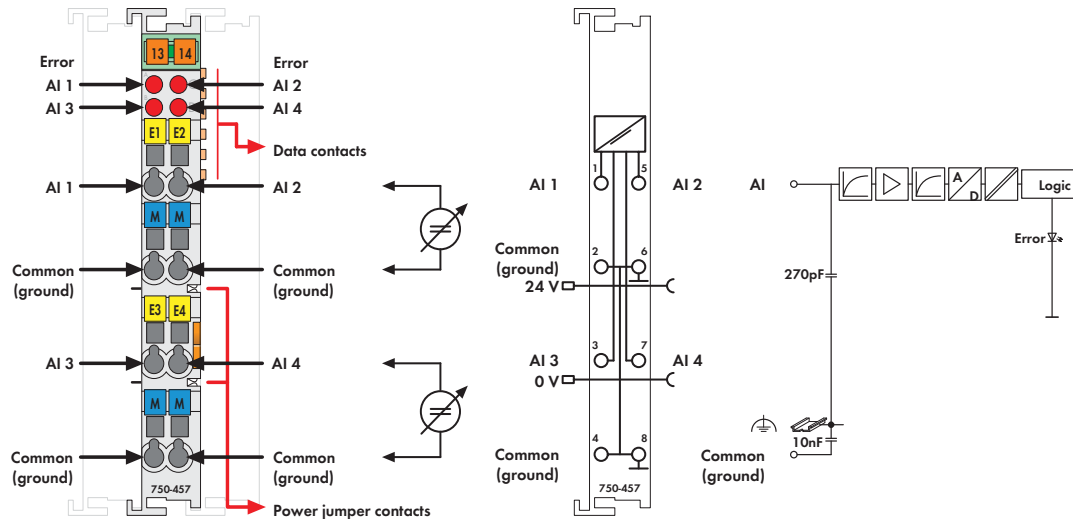 13 14
Error Error
AI 1 AI 2
AI 3 AI 4
E1 E2
Data contacts
AI 1 AI 2
M M
Common (ground) Common (ground)
E3 E4
AI 3 AI 4
M M
Common (ground) Common (ground)
750-457
Power jumper contacts
1 5
AI 1 AI 2
Common (ground)
2 6
24 V
3 7
AI 3 AI 4
0 V
4 8
Common (ground)
750-457
AI
A
D
Logic
Error
270pF
10nF
Common (ground)